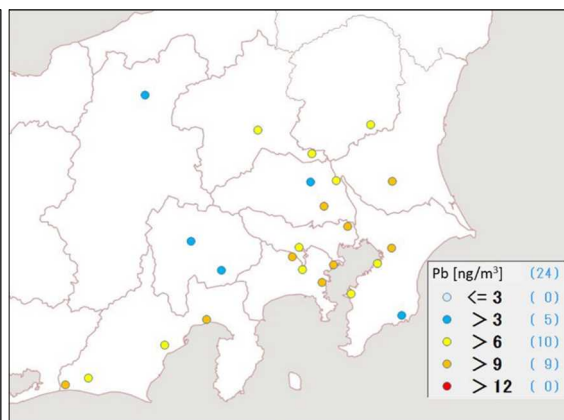 Pb [ng/m³] (24)
<= 3 ( 0)
> 3 ( 5)
> 6 (10)
> 9 ( 9)
> 12 ( 0)